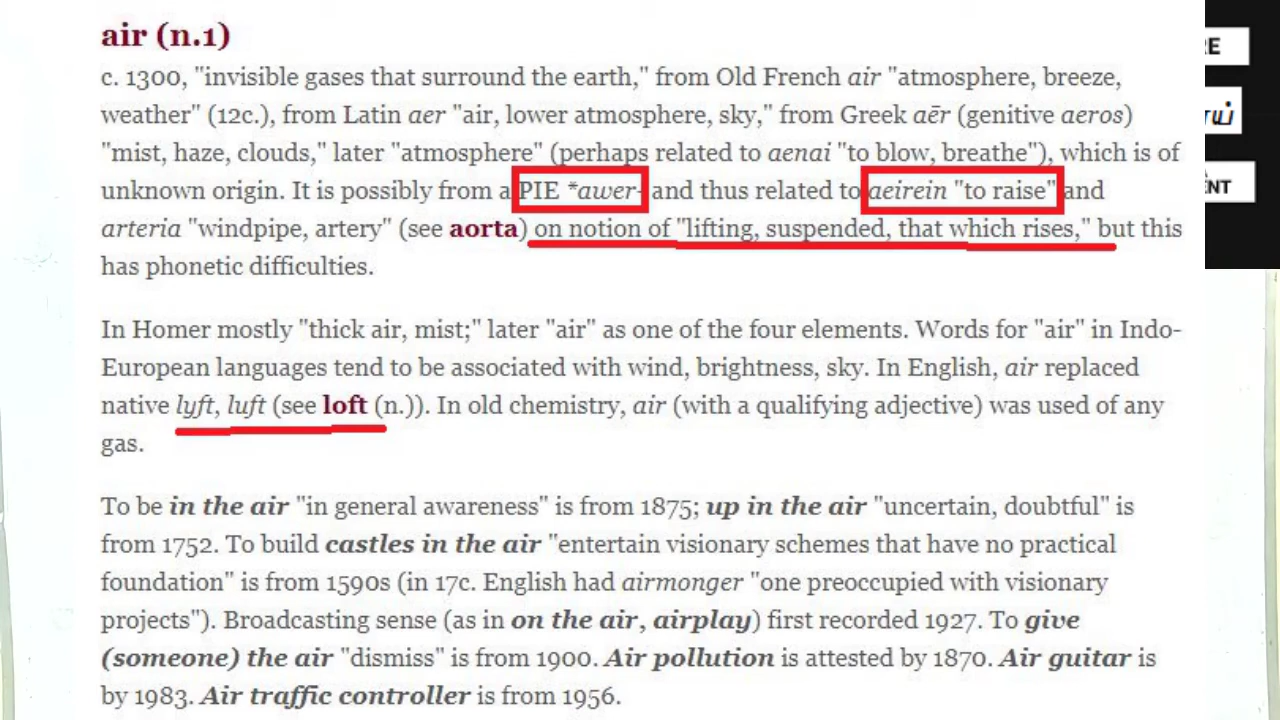 air (n.1)
c. 1300, "invisible gases that surround the earth," from Old French air "atmosphere, breeze,
weather" (12c.), from Latin aer "air, lower atmosphere, sky," from Greek aēr (genitive aeros)
"mist, haze, clouds," later "atmosphere" (perhaps related to aenai "to blow, breathe"), which is of
unknown origin. It is possibly from a PIE *awer- and thus related to aeirein "to raise" and
arteria "windpipe, artery" (see aorta) on notion of "lifting, suspended, that which rises," but this
has phonetic difficulties.
In Homer mostly "thick air, mist;" later "air" as one of the four elements. Words for "air" in Indo-
European languages tend to be associated with wind, brightness, sky. In English, air replaced
native lyft, luft (see loft (n.)). In old chemistry, air (with a qualifying adjective) was used of any
gas.
To be in the air "in general awareness" is from 1875; up in the air "uncertain, doubtful" is
from 1752. To build castles in the air "entertain visionary schemes that have no practical
foundation" is from 1590s (in 17c. English had airmonger "one preoccupied with visionary
projects"). Broadcasting sense (as in on the air, airplay) first recorded 1927. To give
(someone) the air "dismiss" is from 1900. Air pollution is attested by 1870. Air guitar is
by 1983. Air traffic controller is from 1956.